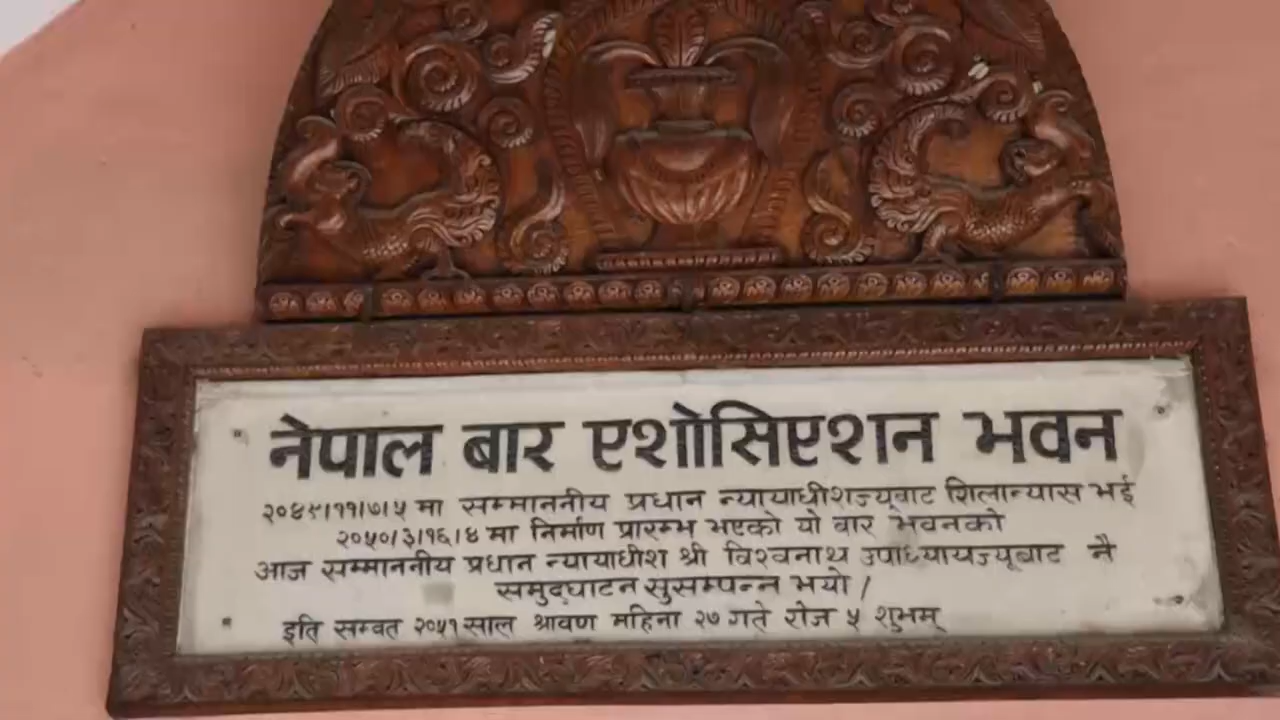 नेपाल बार एशोसिएशन भवन
२०४९।११।७।५ मा सम्माननीय प्रधान न्यायाधीशज्यूबाट शिलान्यास भई
२०५०।३।१६।४ मा निर्माण प्रारम्भ भएको यो बार भवनको
आज सम्माननीय प्रधान न्यायाधीश श्री विश्वनाथ उपाध्यायज्यूबाट नै
समुद्घाटन सुसम्पन्न भयो।
इति सम्वत २०५१ साल श्रावण महिना २७ गते रोज ५ शुभम्